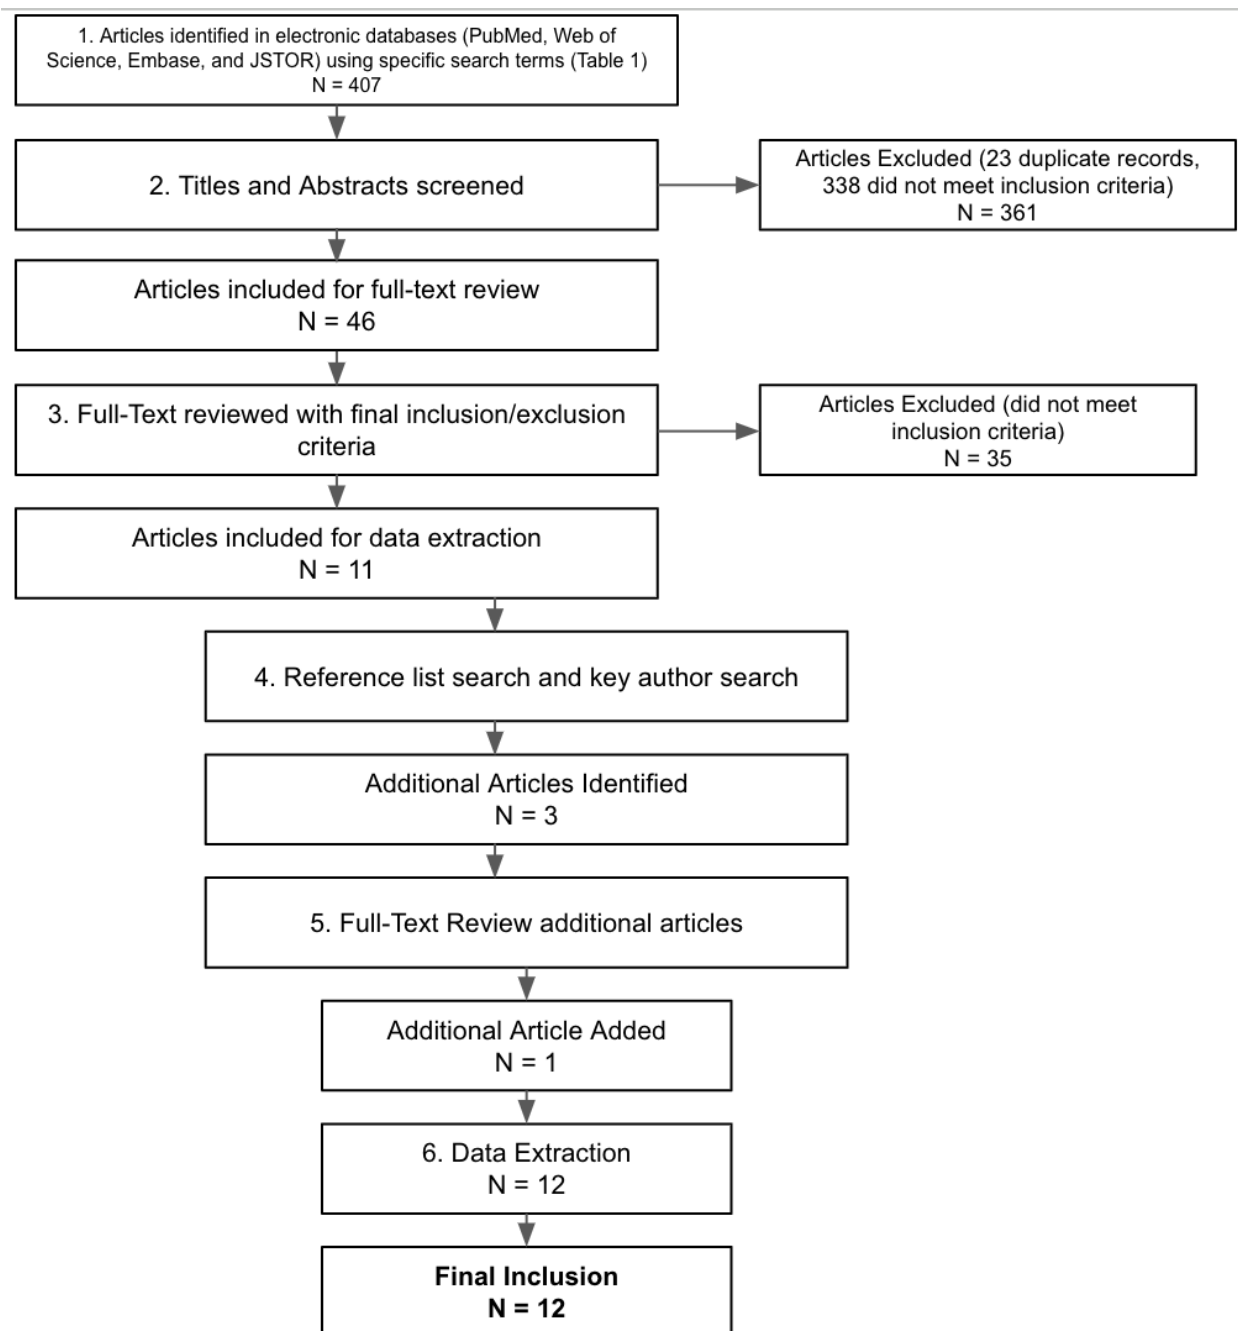 1. Articles identified in electronic databases (PubMed, Web of
Science, Embase, and JSTOR) using specific search terms (Table 1)
N = 407
2. Titles and Abstracts screened
Articles Excluded (23 duplicate records,
338 did not meet inclusion criteria)
N = 361
Articles included for full-text review
N = 46
3. Full-Text reviewed with final inclusion/exclusion
criteria
Articles Excluded (did not meet
inclusion criteria)
N = 35
Articles included for data extraction
N = 11
4. Reference list search and key author search
Additional Articles Identified
N = 3
5. Full-Text Review additional articles
Additional Article Added
N = 1
6. Data Extraction
N = 12
Final Inclusion
N = 12